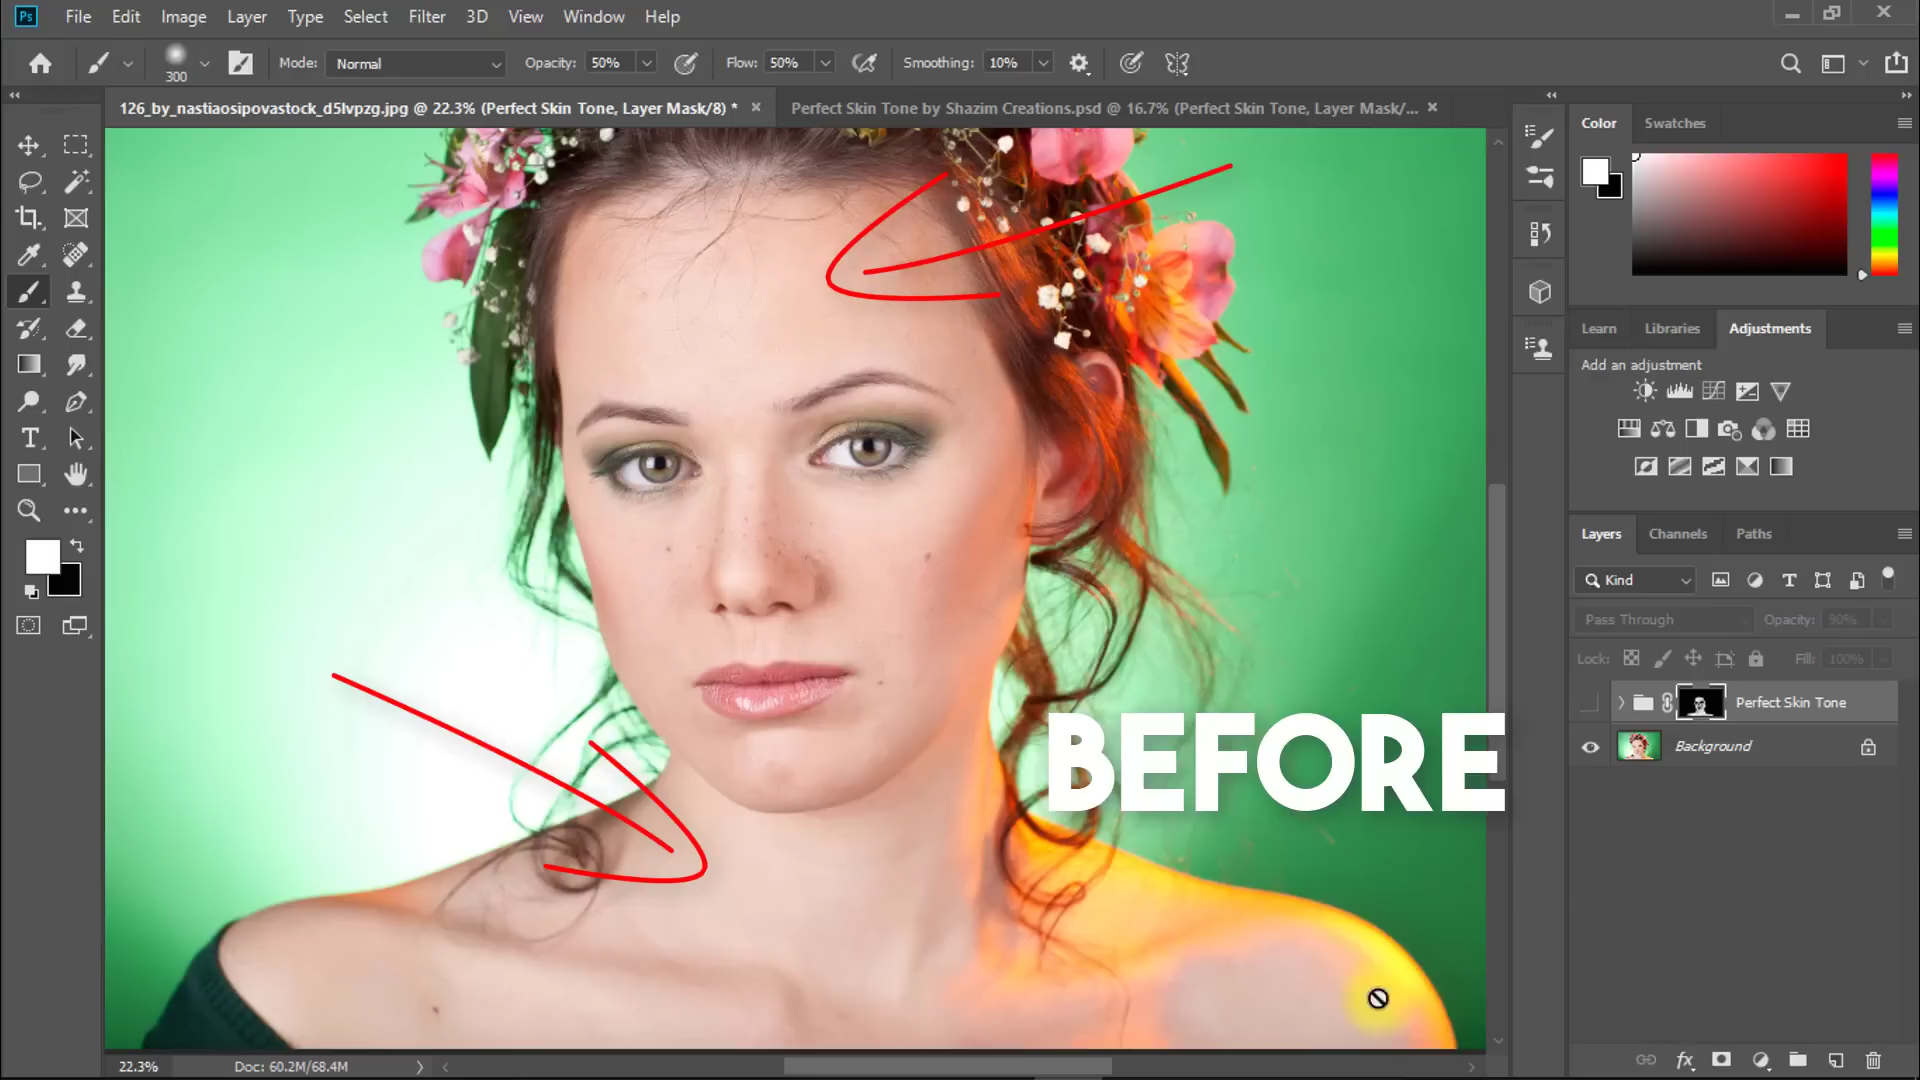 Ps File Edit Image Layer Type Select Filter 3D View Window Help
300 Mode: Normal Opacity: 50% Flow: 50% Smoothing: 10%
126_by_nastiaosipovastock_d5lvpzg.jpg @ 22.3% (Perfect Skin Tone, Layer Mask/8) * Perfect Skin Tone by Shazim Creations.psd @ 16.7% (Perfect Skin Tone, Layer Mask/...
Color Swatches
Learn Libraries Adjustments
Add an adjustment
Layers Channels Paths
Kind
Pass Through Opacity: 90%
Lock: Fill: 100%
Perfect Skin Tone
Background
BEFORE
22.3% Doc: 60.2M/68.4M